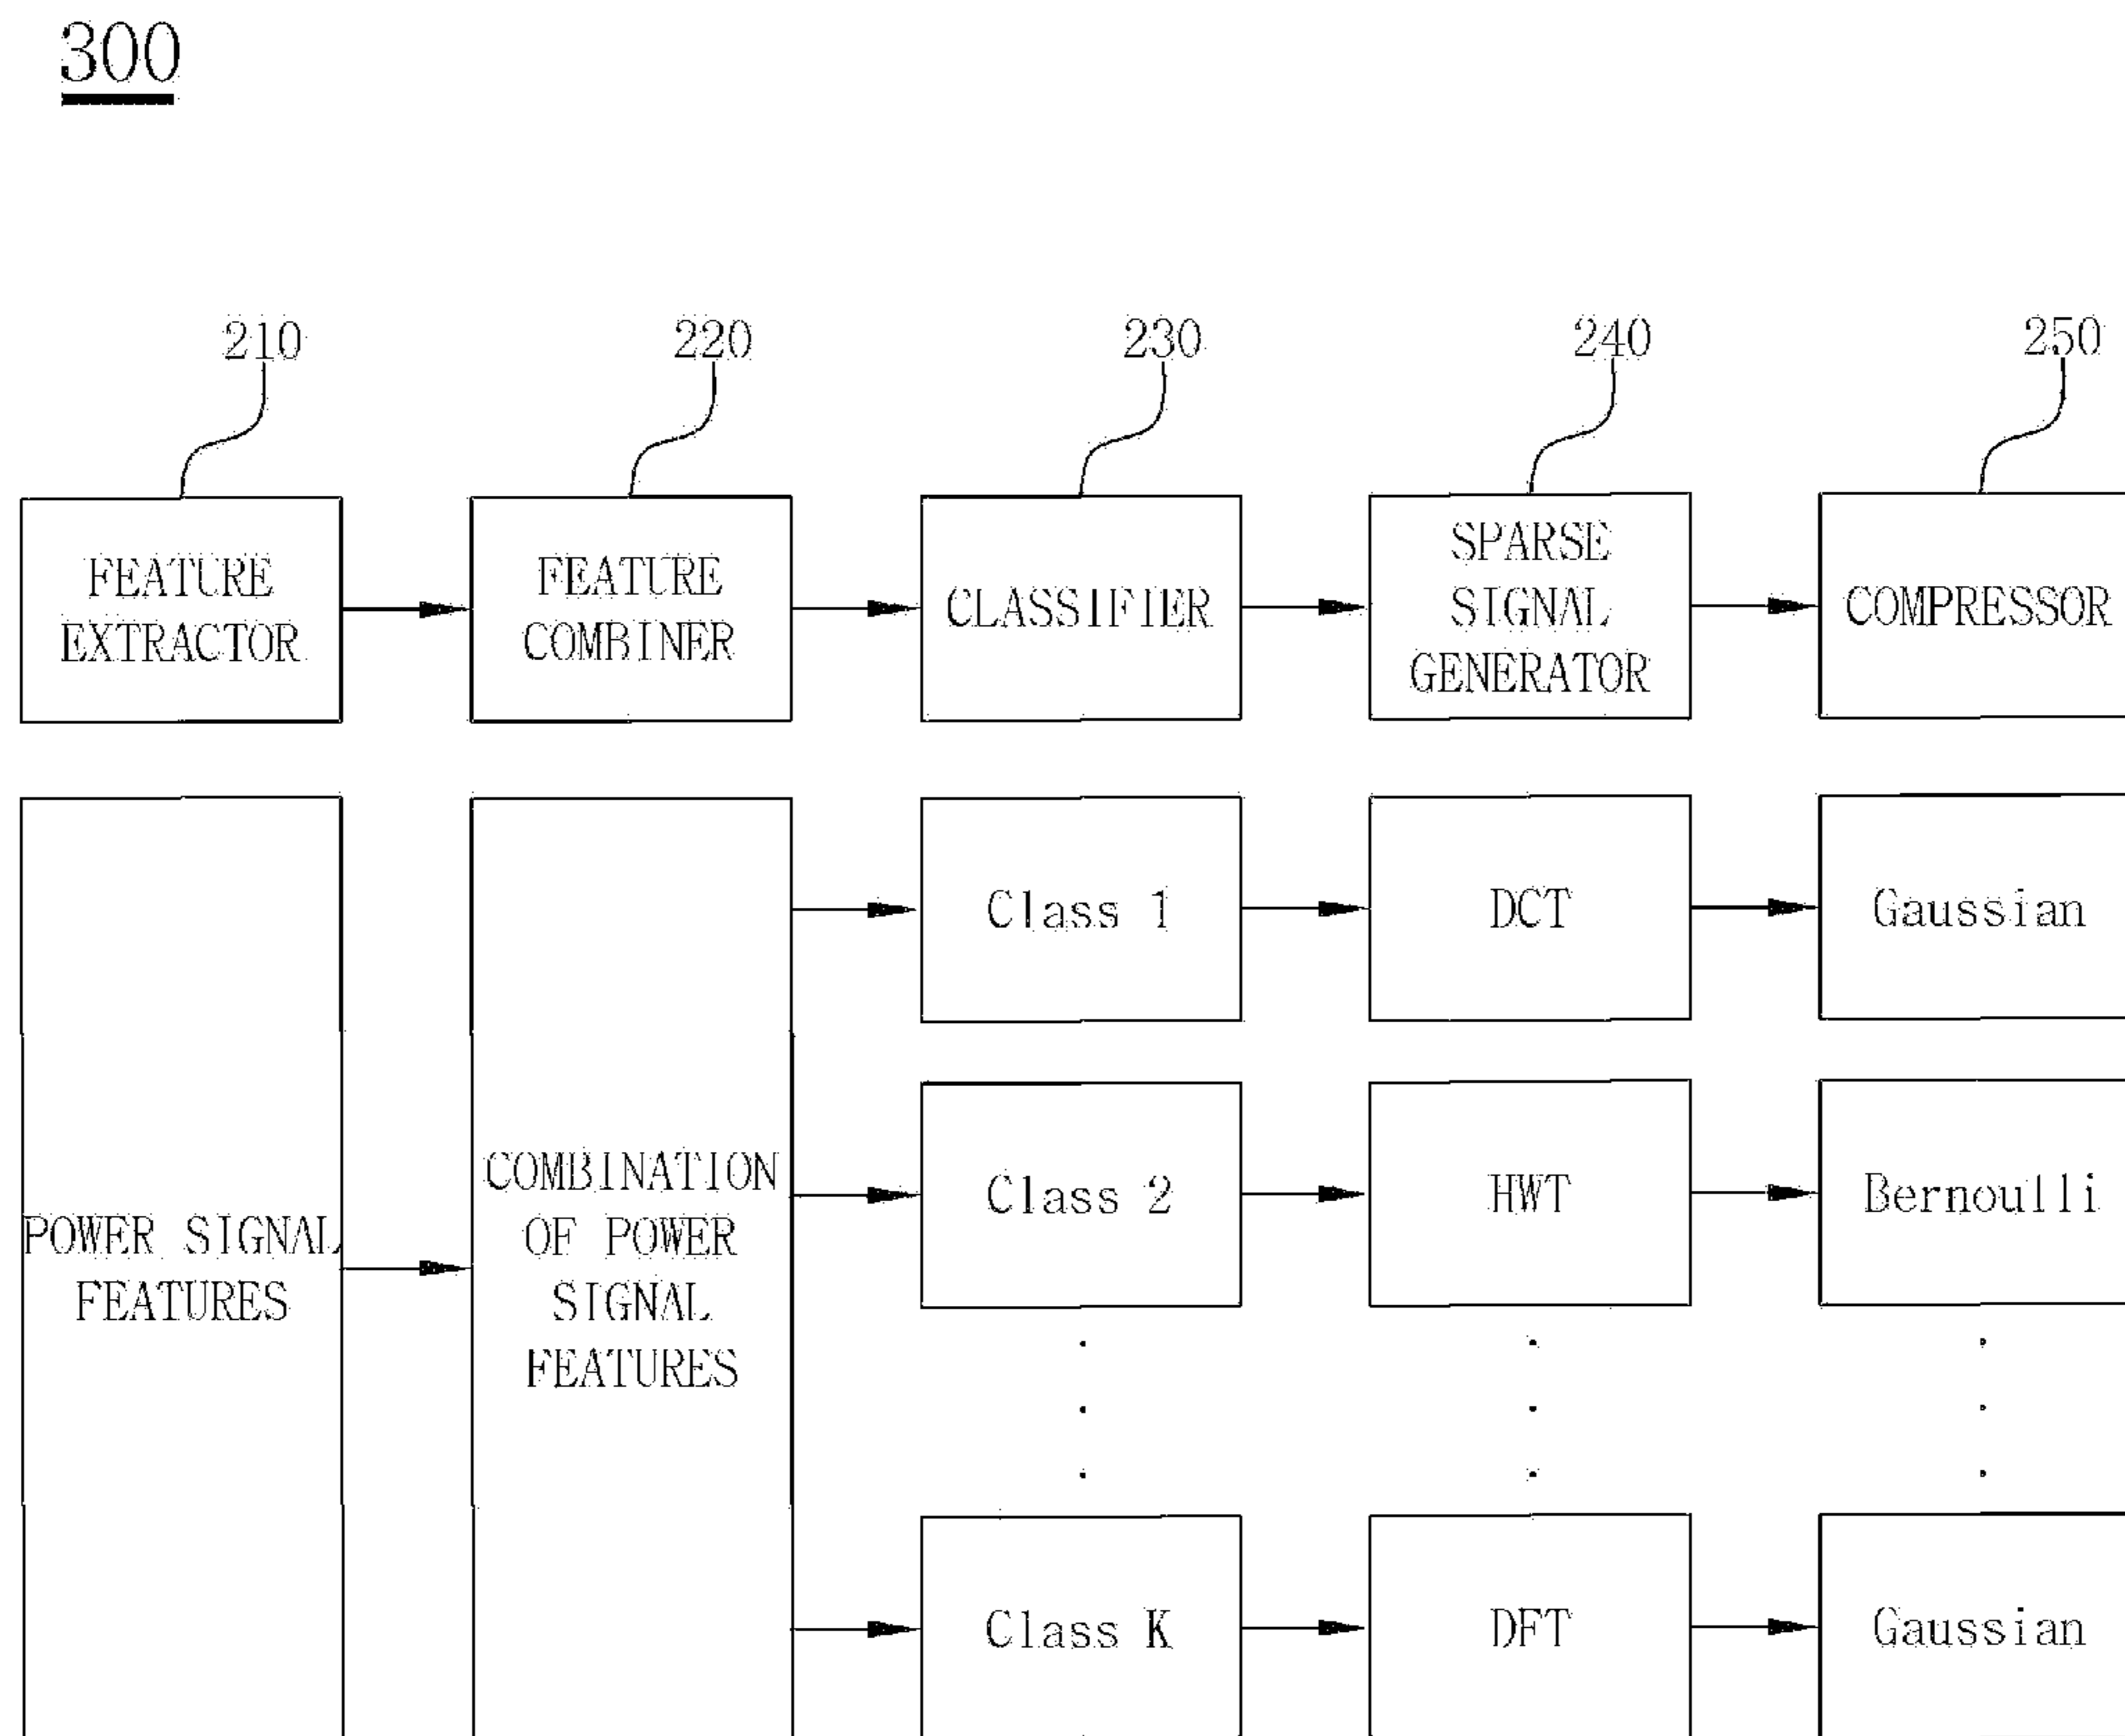 300
210
220
230
240
250
FEATURE
EXTRACTOR
FEATURE
COMBINER
CLASSIFIER
SPARSE
SIGNAL
GENERATOR
COMPRESSOR
POWER SIGNAL
FEATURES
COMBINATION
OF POWER
SIGNAL
FEATURES
Class 1
DCT
Gaussian
Class 2
HWT
Bernoulli
Class K
DFT
Gaussian